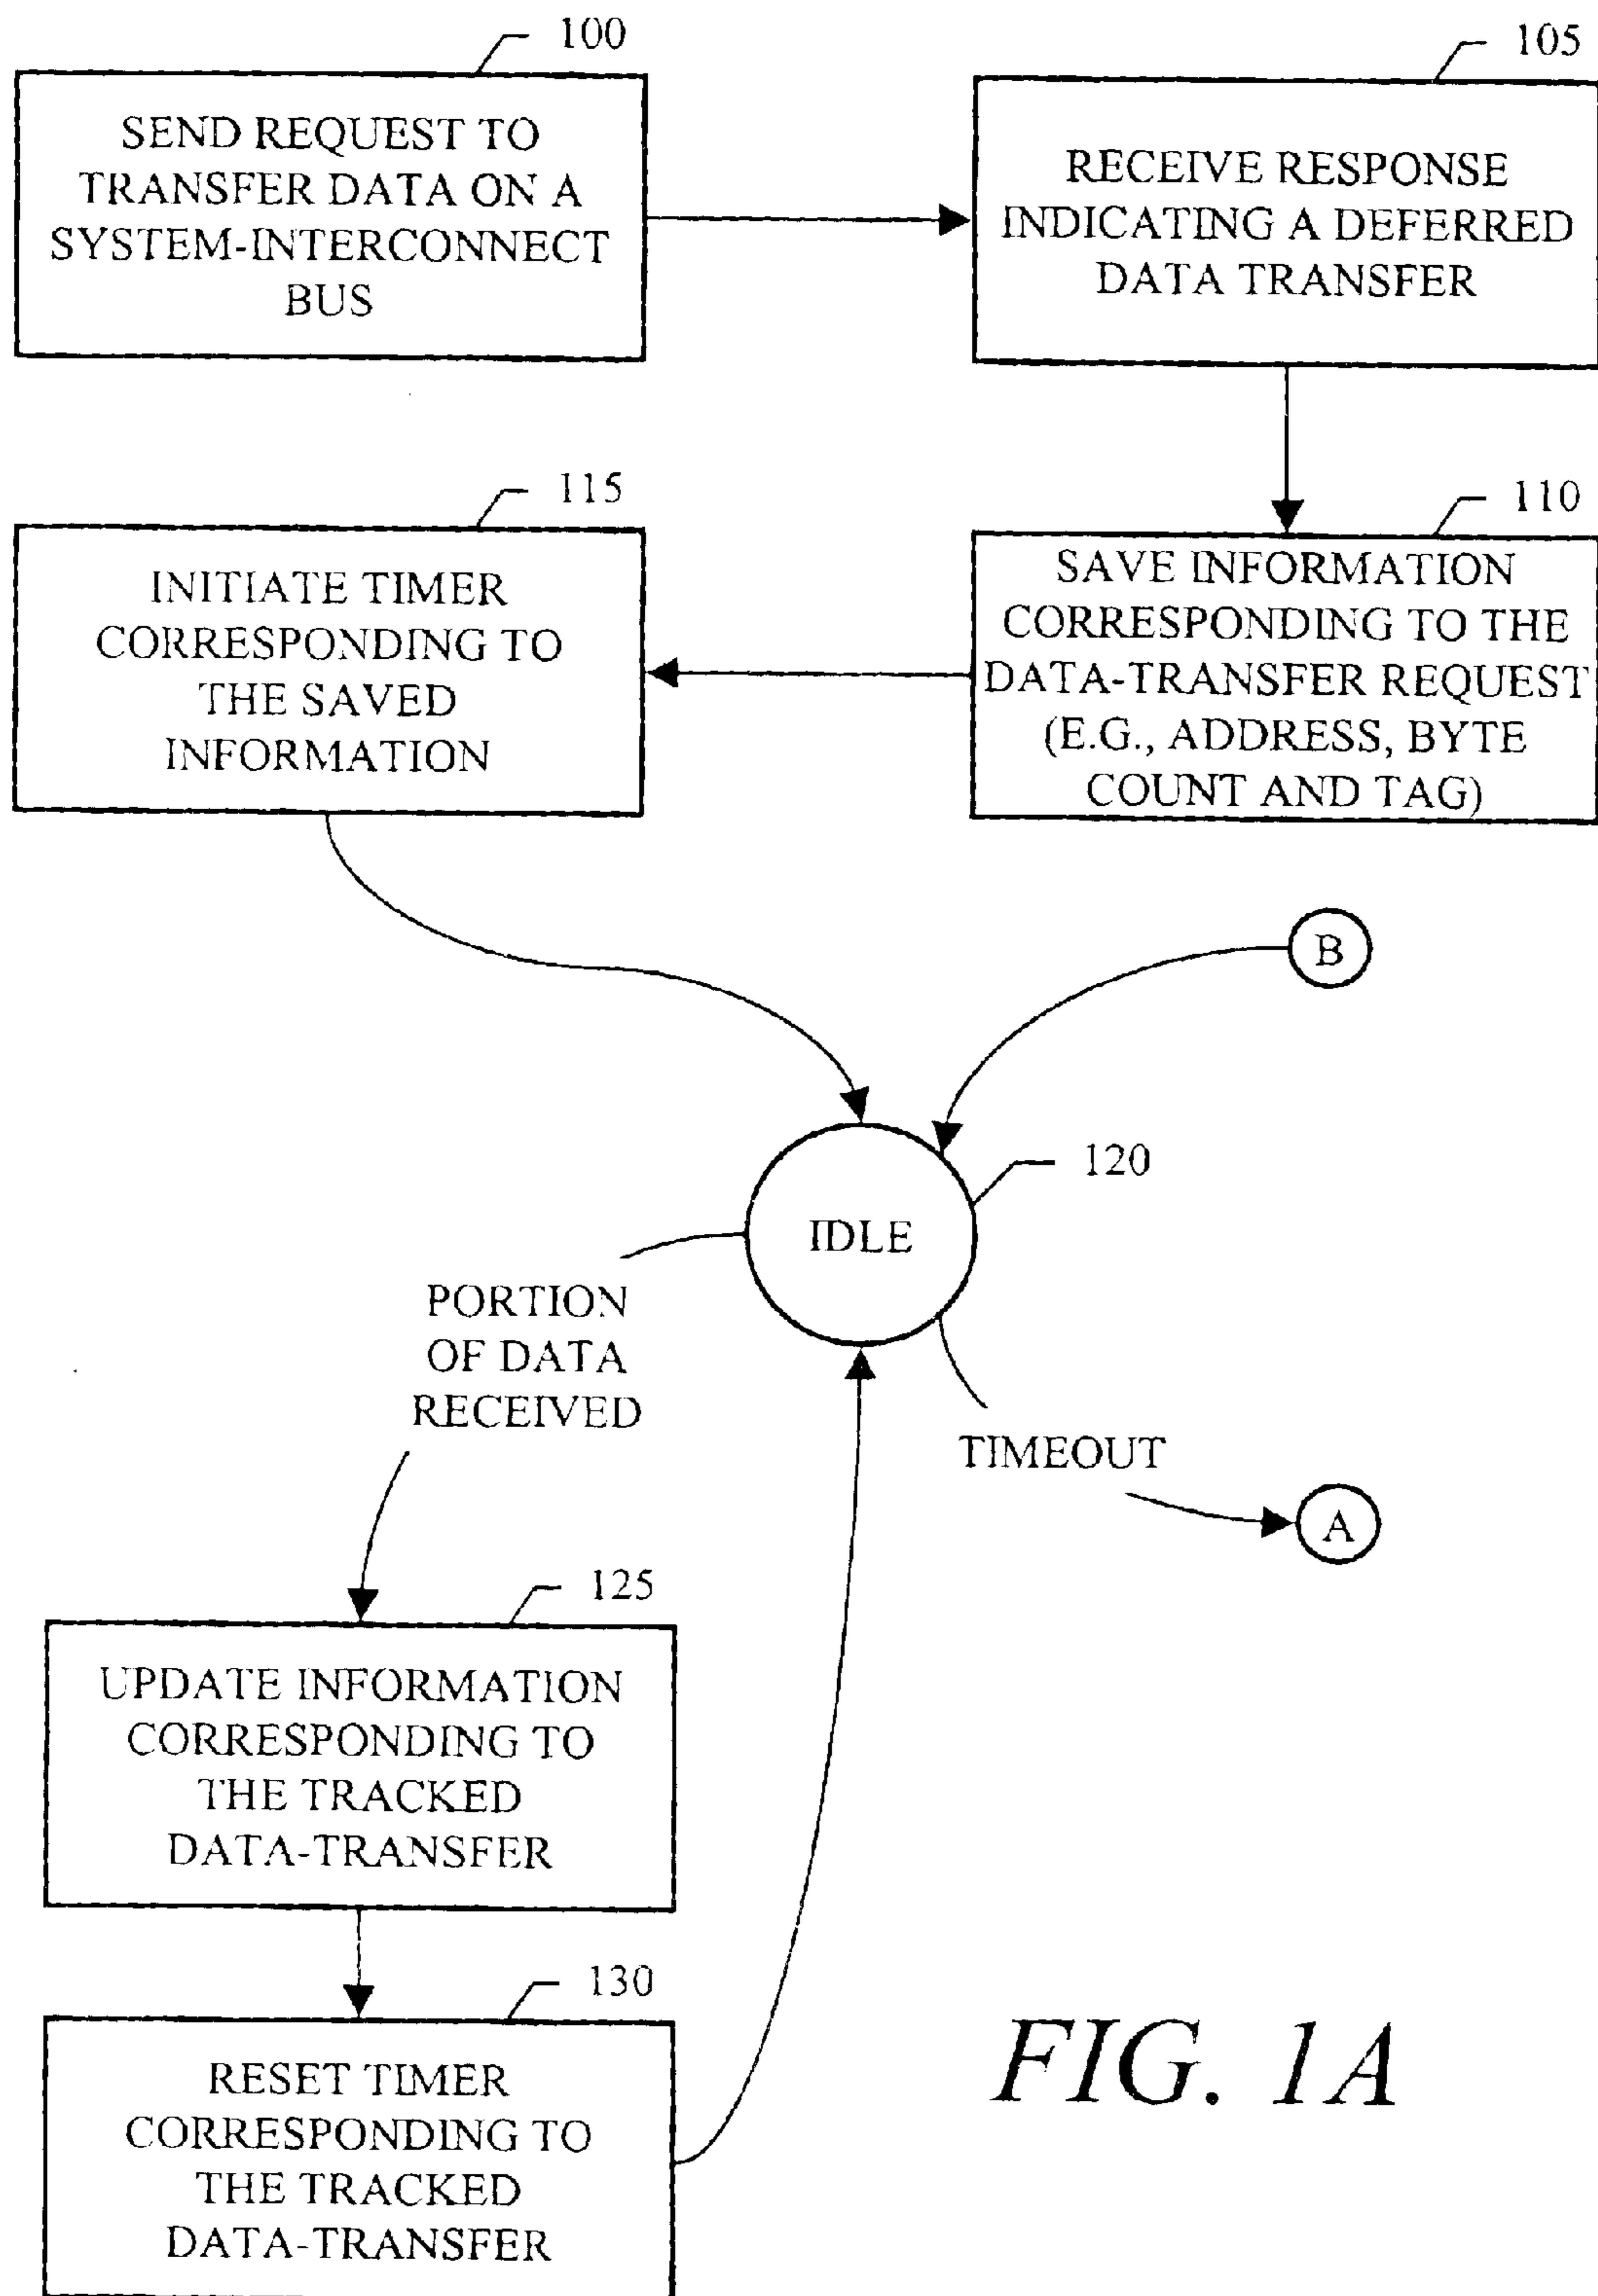 100
SEND REQUEST TO
TRANSFER DATA ON A
SYSTEM-INTERCONNECT
BUS
105
RECEIVE RESPONSE
INDICATING A DEFERRED
DATA TRANSFER
115
INITIATE TIMER
CORRESPONDING TO
THE SAVED
INFORMATION
110
SAVE INFORMATION
CORRESPONDING TO THE
DATA-TRANSFER REQUEST
(E.G., ADDRESS, BYTE
COUNT AND TAG)
B
120
IDLE
PORTION
OF DATA
RECEIVED
TIMEOUT
A
125
UPDATE INFORMATION
CORRESPONDING TO
THE TRACKED
DATA-TRANSFER
130
RESET TIMER
CORRESPONDING TO
THE TRACKED
DATA-TRANSFER
FIG. 1A